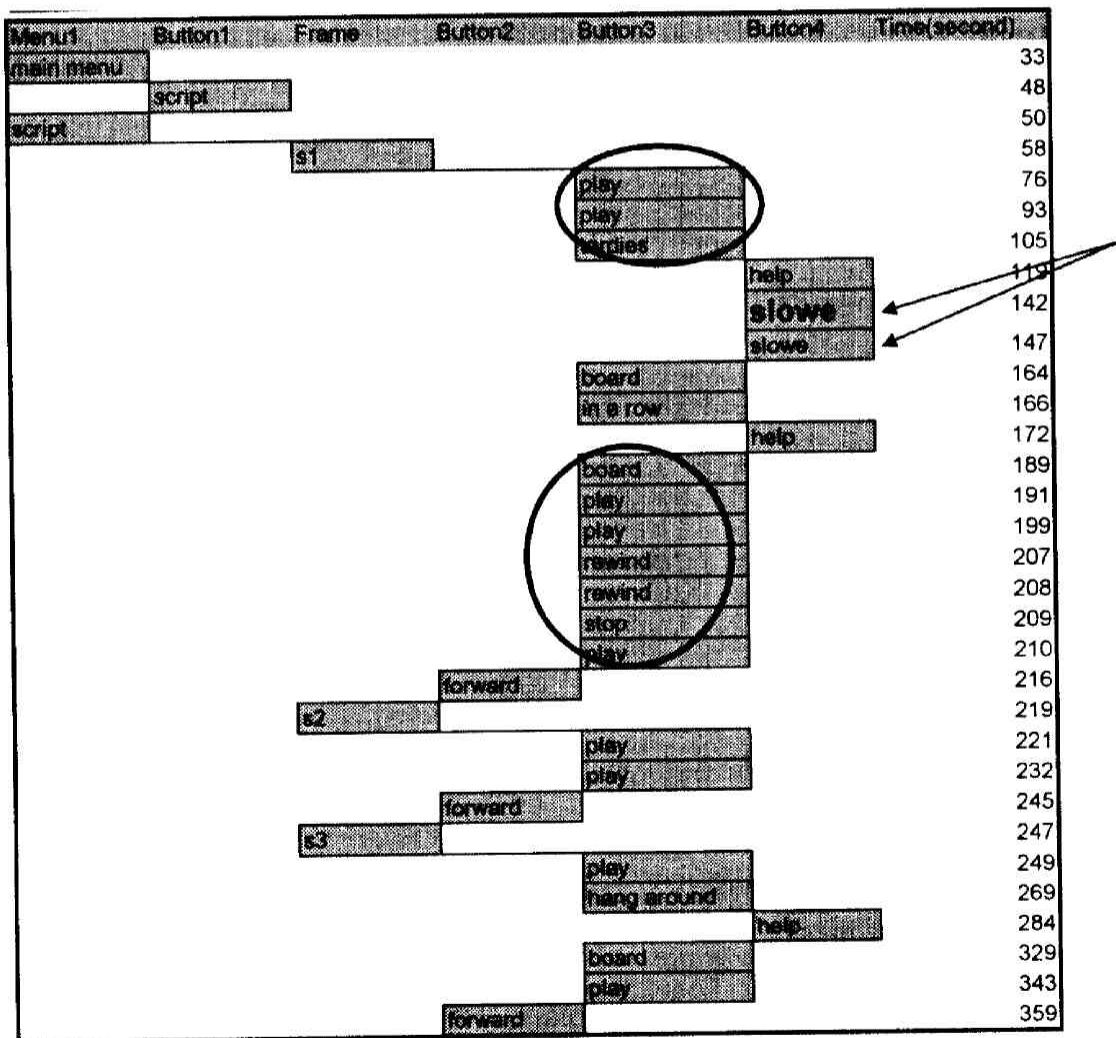 Menu1 Button1 Frame Button2 Button3 Button4 Time(second)
main menu 33
script 48
script 50
s1 58
play 76
play 93
105
help 119
slowe 142
slowe 147
board 164
in a row 166
help 172
board 189
play 191
play 199
rewind 207
rewind 208
stop 209
play 210
forward 216
s2 219
play 221
play 232
forward 245
s3 247
play 249
hang around 269
help 284
board 329
play 343
forward 359